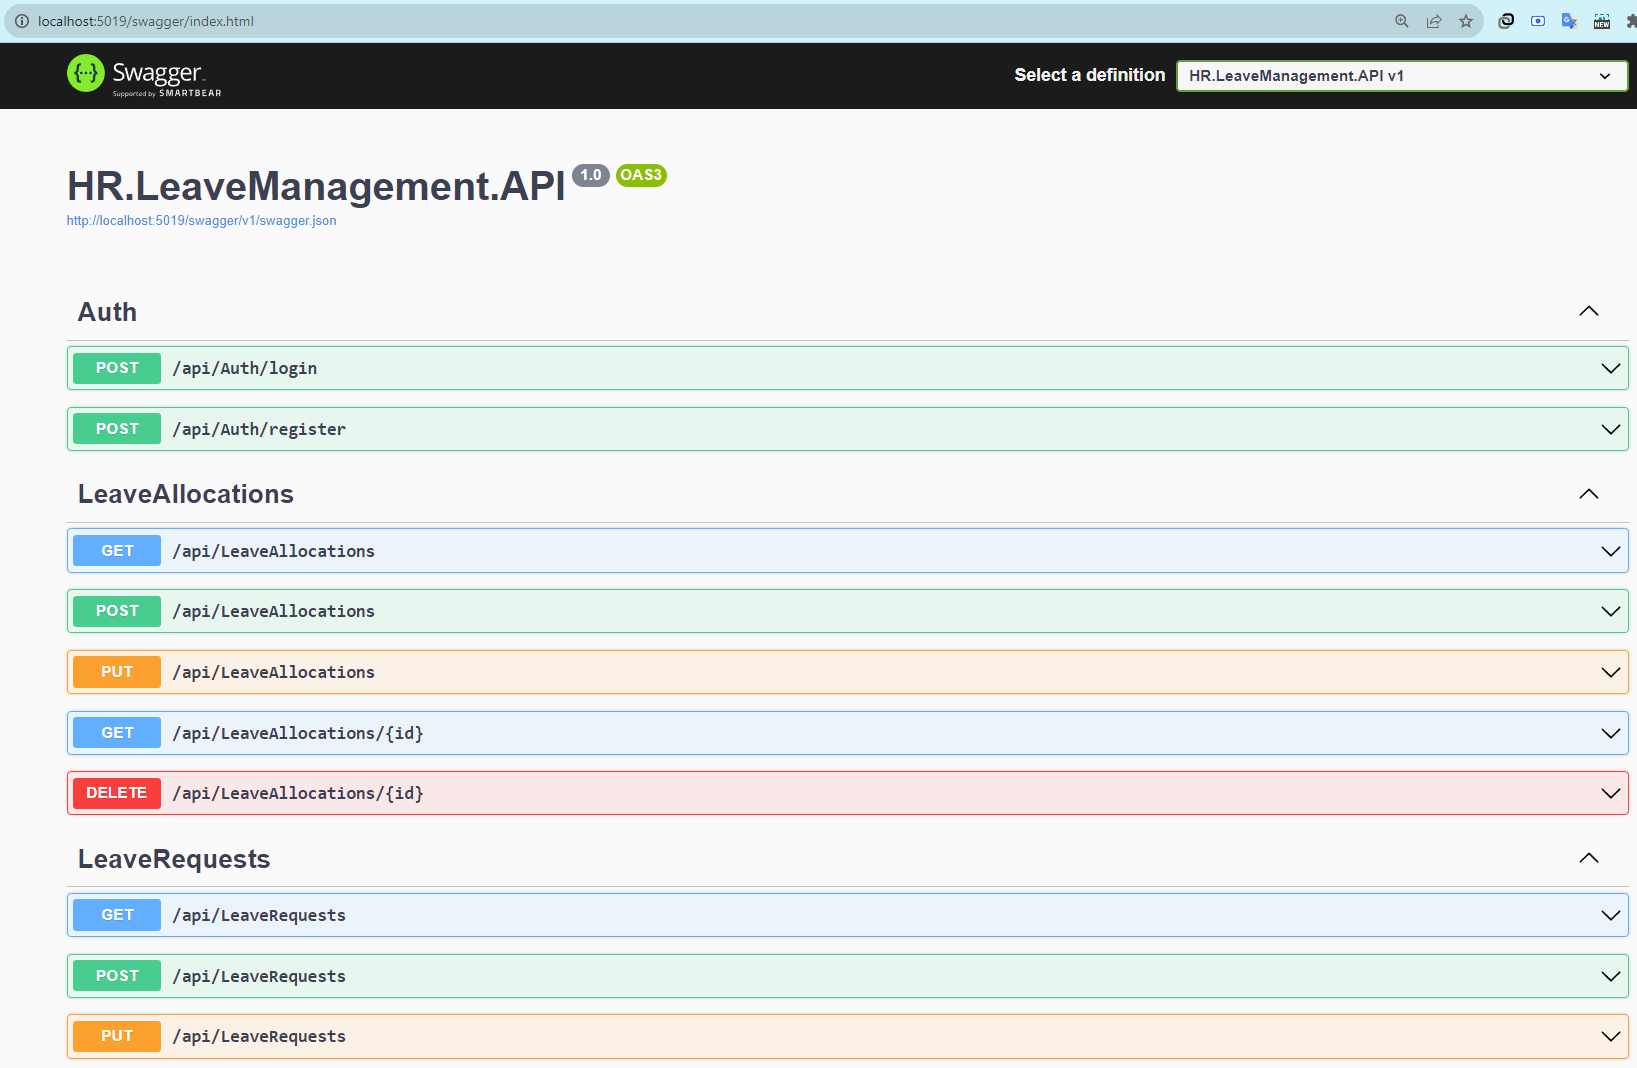 localhost:5019/swagger/index.html
NEW
Swagger
Supported by SMARTBEAR
Select a definition
HR.LeaveManagement.API v1
HR.LeaveManagement.API 1.0 OAS3
http://localhost:5019/swagger/v1/swagger.json
Auth
POST /api/Auth/login
POST /api/Auth/register
LeaveAllocations
GET /api/LeaveAllocations
POST /api/LeaveAllocations
PUT /api/LeaveAllocations
GET /api/LeaveAllocations/{id}
DELETE /api/LeaveAllocations/{id}
LeaveRequests
GET /api/LeaveRequests
POST /api/LeaveRequests
PUT /api/LeaveRequests